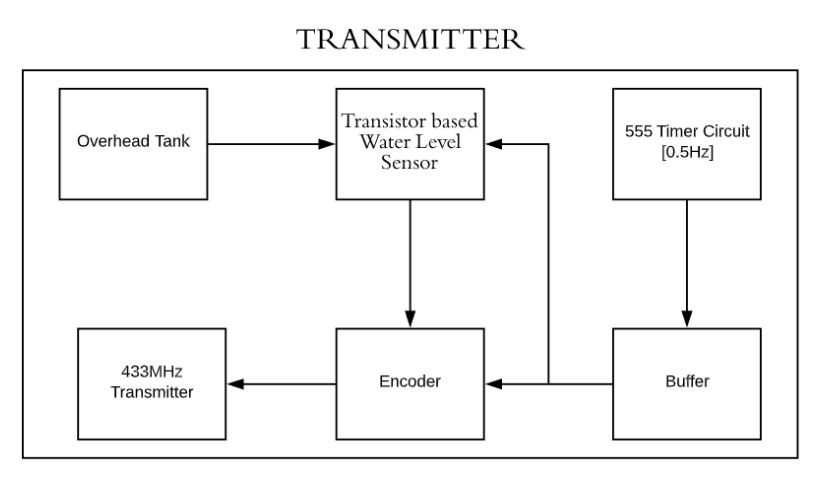 TRANSMITTER
Overhead Tank
Transistor based
Water Level
Sensor
555 Timer Circuit
[0.5Hz]
433MHz
Transmitter
Encoder
Buffer